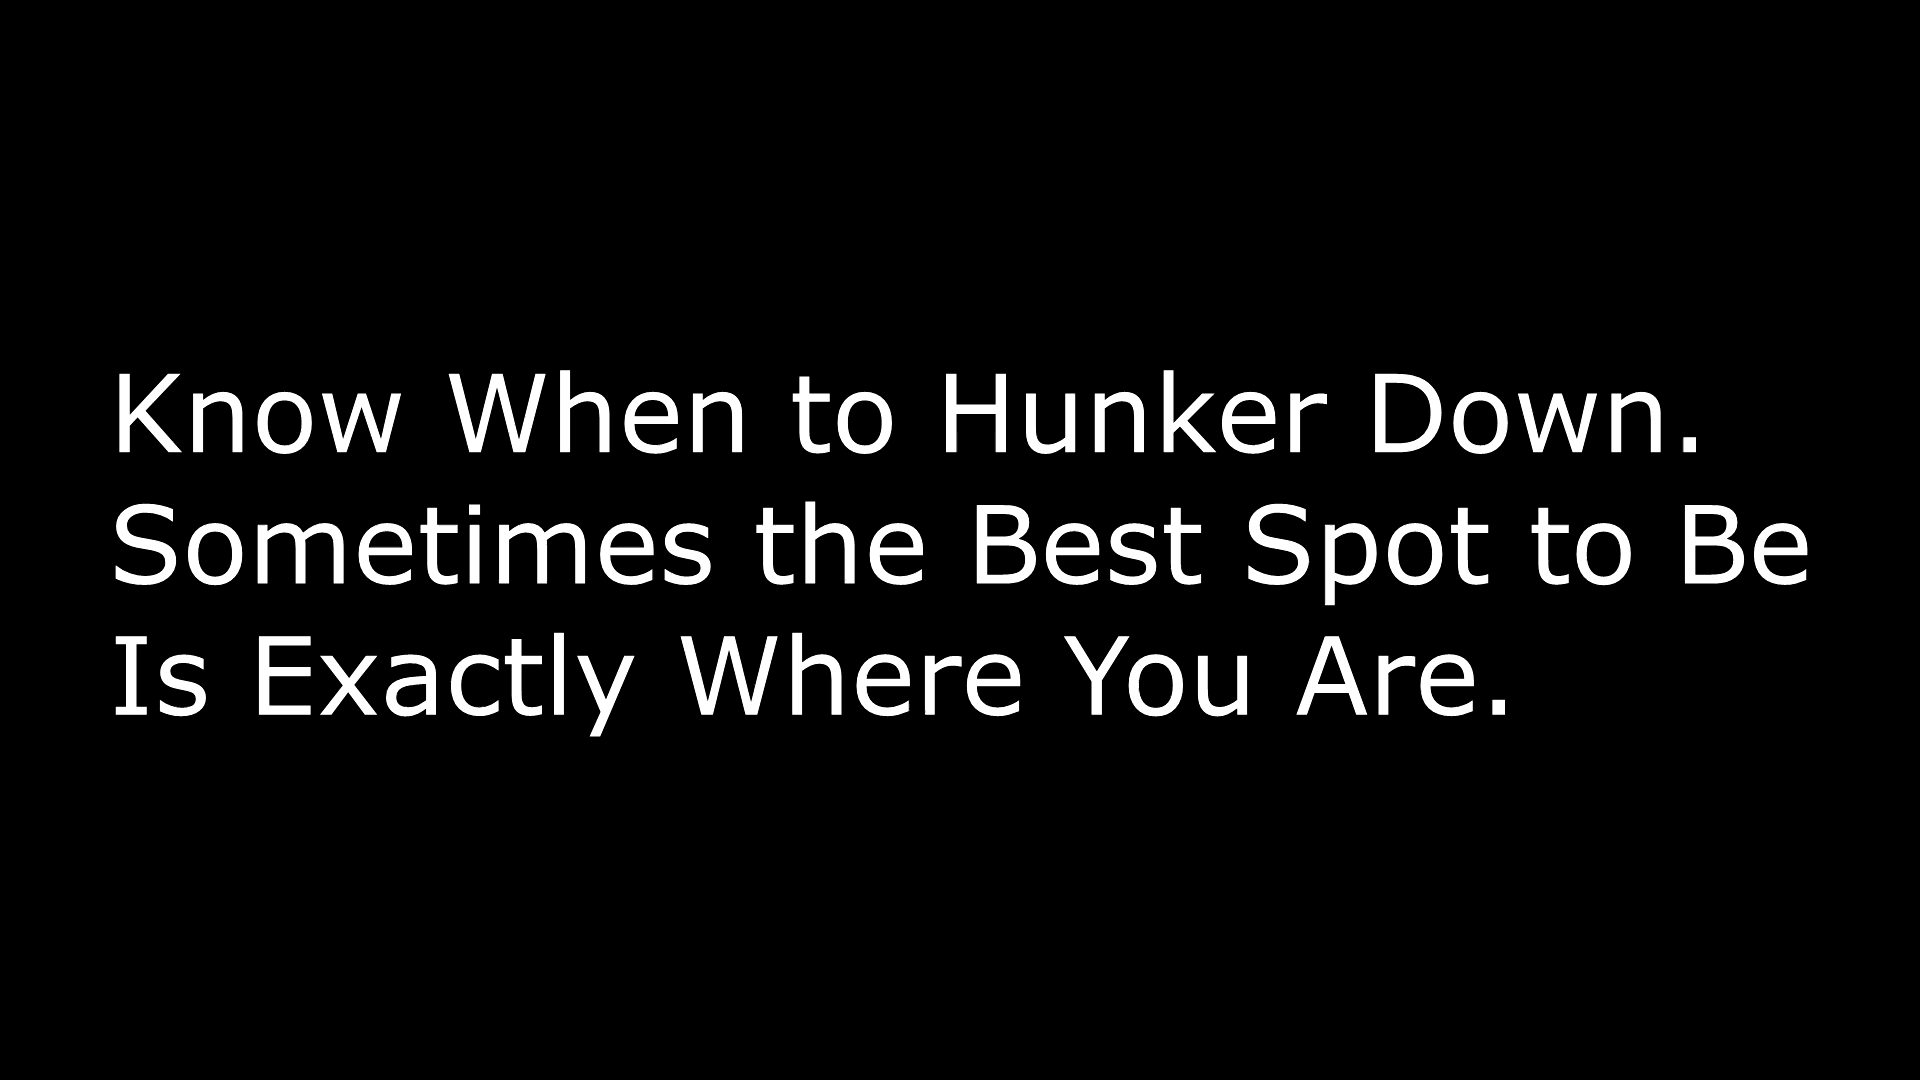 Know When to Hunker Down.
Sometimes the Best Spot to Be
Is Exactly Where You Are.